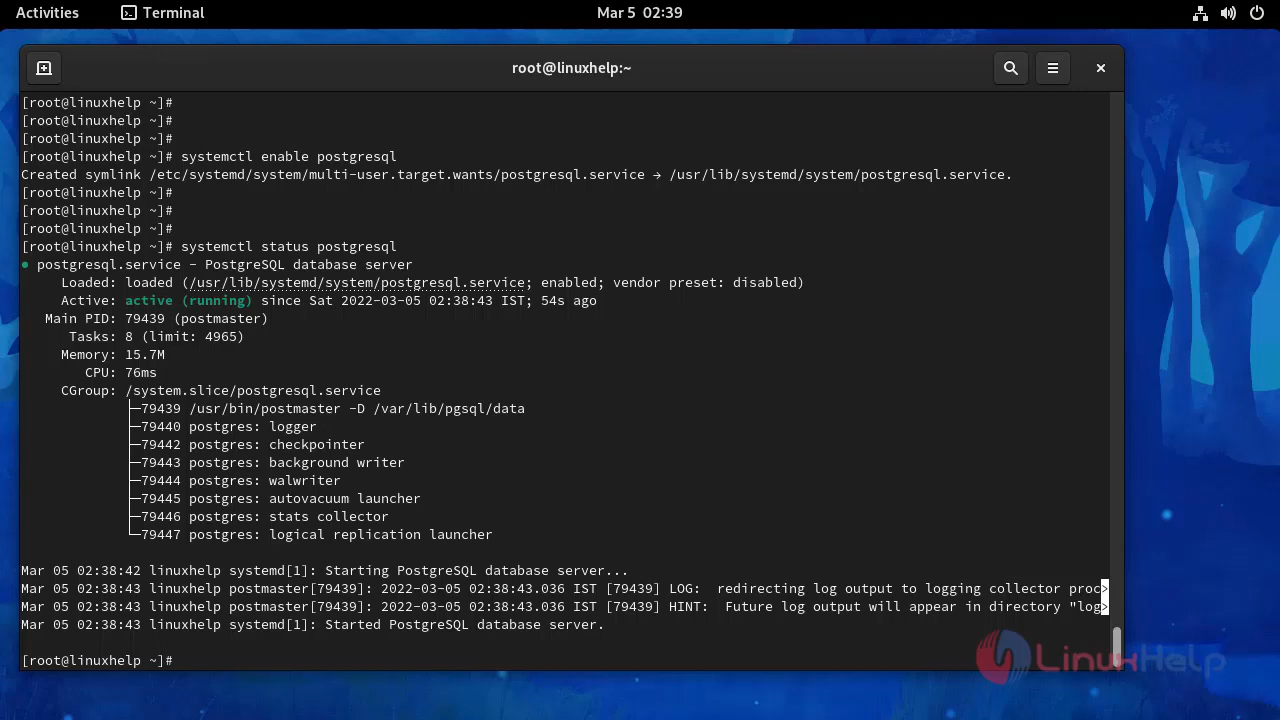 Activities Terminal Mar 5 02:39
root@linuxhelp:~
[root@linuxhelp ~]#
[root@linuxhelp ~]#
[root@linuxhelp ~]#
[root@linuxhelp ~]# systemctl enable postgresql
Created symlink /etc/systemd/system/multi-user.target.wants/postgresql.service → /usr/lib/systemd/system/postgresql.service.
[root@linuxhelp ~]#
[root@linuxhelp ~]#
[root@linuxhelp ~]#
[root@linuxhelp ~]# systemctl status postgresql
● postgresql.service - PostgreSQL database server
Loaded: loaded (/usr/lib/systemd/system/postgresql.service; enabled; vendor preset: disabled)
Active: active (running) since Sat 2022-03-05 02:38:43 IST; 54s ago
Main PID: 79439 (postmaster)
Tasks: 8 (limit: 4965)
Memory: 15.7M
CPU: 76ms
CGroup: /system.slice/postgresql.service
├─79439 /usr/bin/postmaster -D /var/lib/pgsql/data
├─79440 postgres: logger
├─79442 postgres: checkpointer
├─79443 postgres: background writer
├─79444 postgres: walwriter
├─79445 postgres: autovacuum launcher
├─79446 postgres: stats collector
└─79447 postgres: logical replication launcher
Mar 05 02:38:42 linuxhelp systemd[1]: Starting PostgreSQL database server...
Mar 05 02:38:43 linuxhelp postmaster[79439]: 2022-03-05 02:38:43.036 IST [79439] LOG:  redirecting log output to logging collector proc>
Mar 05 02:38:43 linuxhelp postmaster[79439]: 2022-03-05 02:38:43.036 IST [79439] HINT:  Future log output will appear in directory "log>
Mar 05 02:38:43 linuxhelp systemd[1]: Started PostgreSQL database server.
[root@linuxhelp ~]#
LinuxHelp